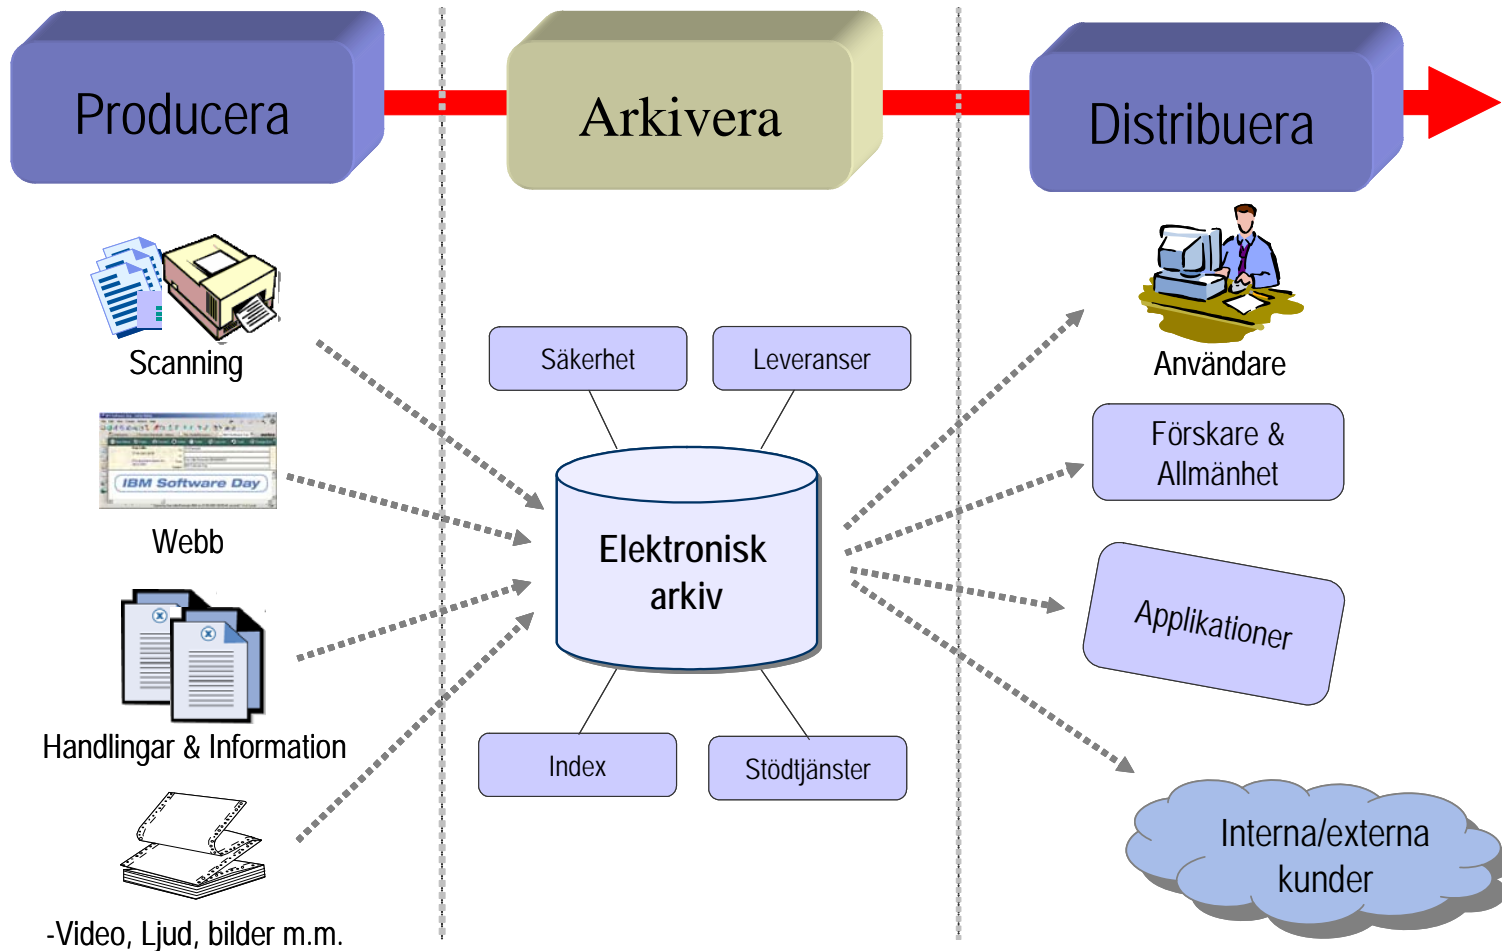 Producera
Arkivera
Distribuera
Scanning
Webb
IBM Software Day
Handlingar & Information
-Video, Ljud, bilder m.m.
Säkerhet
Leveranser
Elektronisk
arkiv
Index
Stödtjänster
Användare
Förskare &
Allmänhet
Applikationer
Interna/externa
kunder